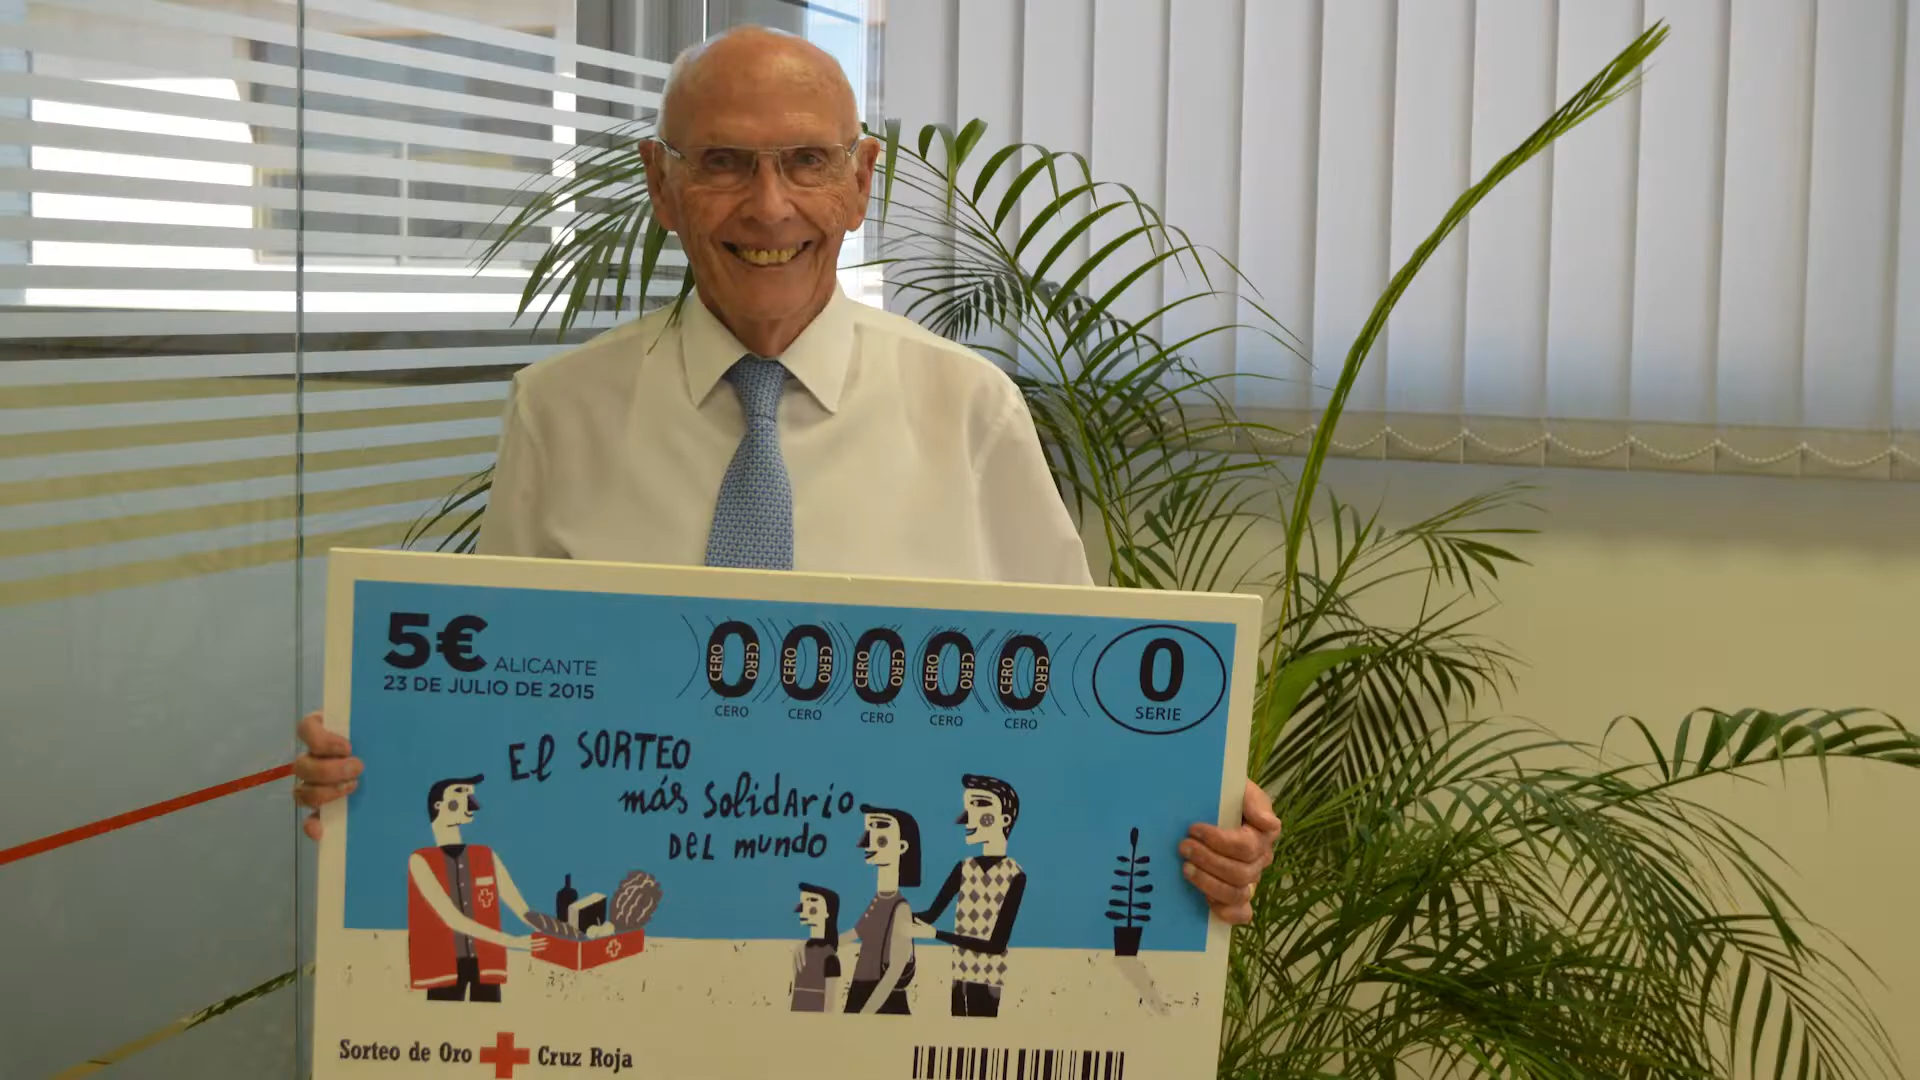 5€ ALICANTE
23 DE JULIO DE 2015
0 0 0 0 0
CERO CERO CERO CERO CERO CERO CERO CERO CERO CERO
CERO CERO CERO CERO CERO
0
SERIE
El SORTEO
más solidario
DEL mundo
Sorteo de Oro Cruz Roja